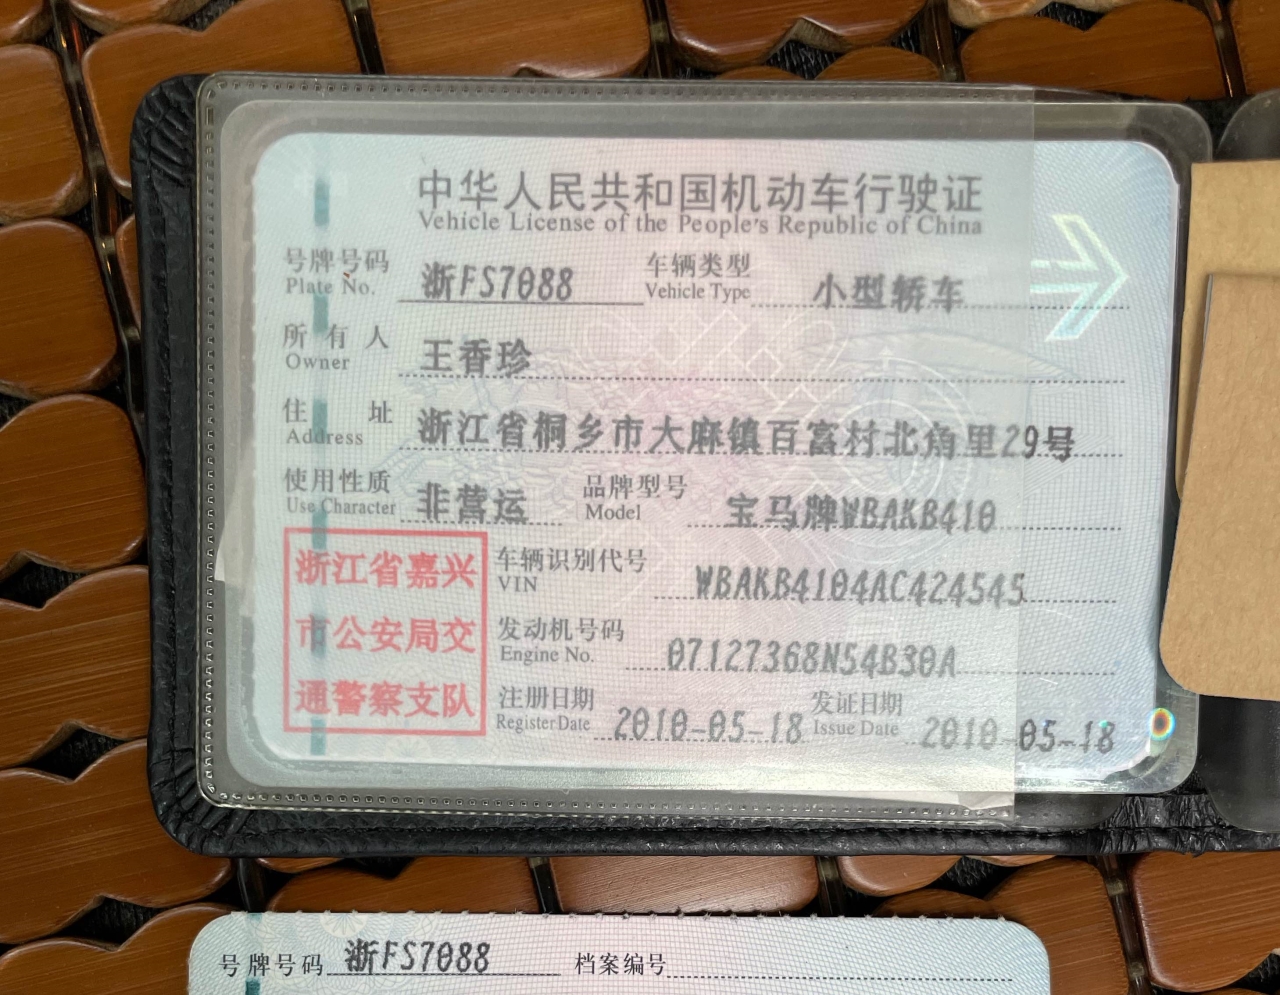 中华人民共和国机动车行驶证
Vehicle License of the People's Republic of China
号牌号码 浙FS7088 车辆类型 小型轿车
Plate No. Vehicle Type
所有人 王香珍
Owner
住址 浙江省桐乡市大麻镇百富村北角里29号
Address
使用性质 非营运 品牌型号 宝马牌WBAKB410
Use Character Model
浙江省嘉兴
市公安局交
通警察支队
车辆识别代号 WBAKB4104AC424545
VIN
发动机号码 07127368N54B30A
Engine No.
注册日期 2010-05-18 发证日期 2010-05-18
Register Date Issue Date
号牌号码 浙FS7088 档案编号